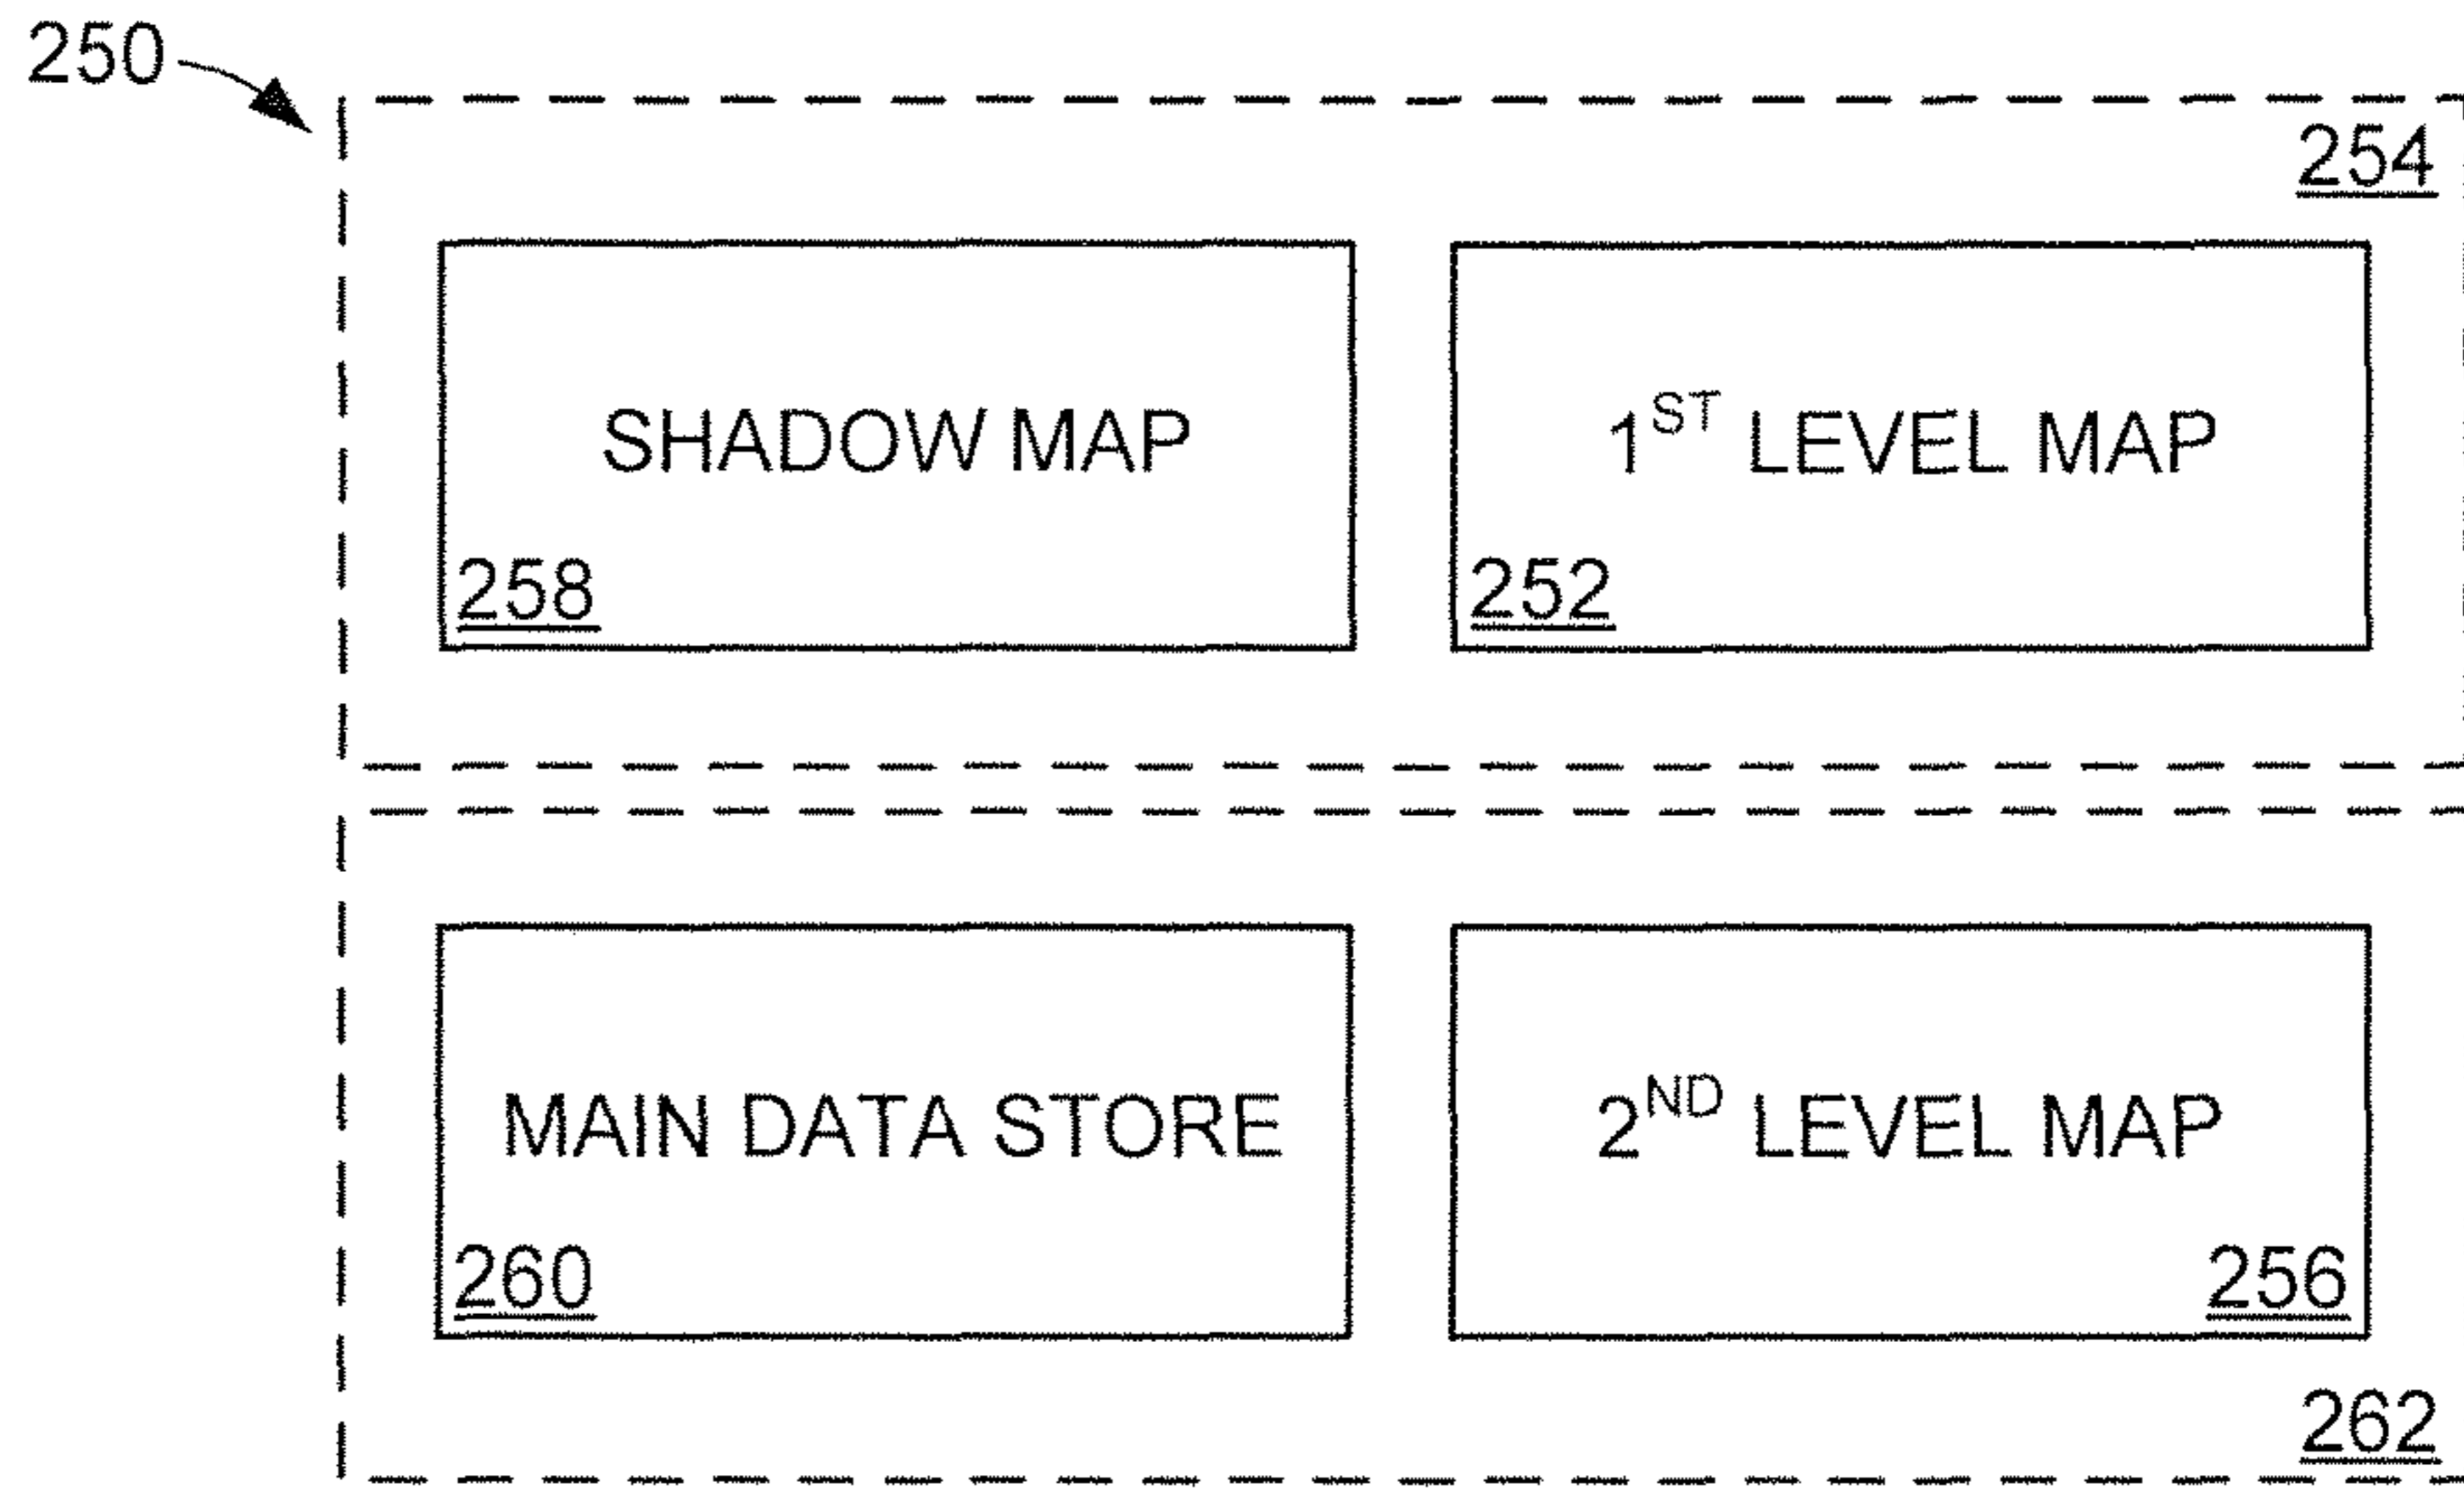 250
254
SHADOW MAP
258
1ST LEVEL MAP
252
MAIN DATA STORE
260
2ND LEVEL MAP
256
262